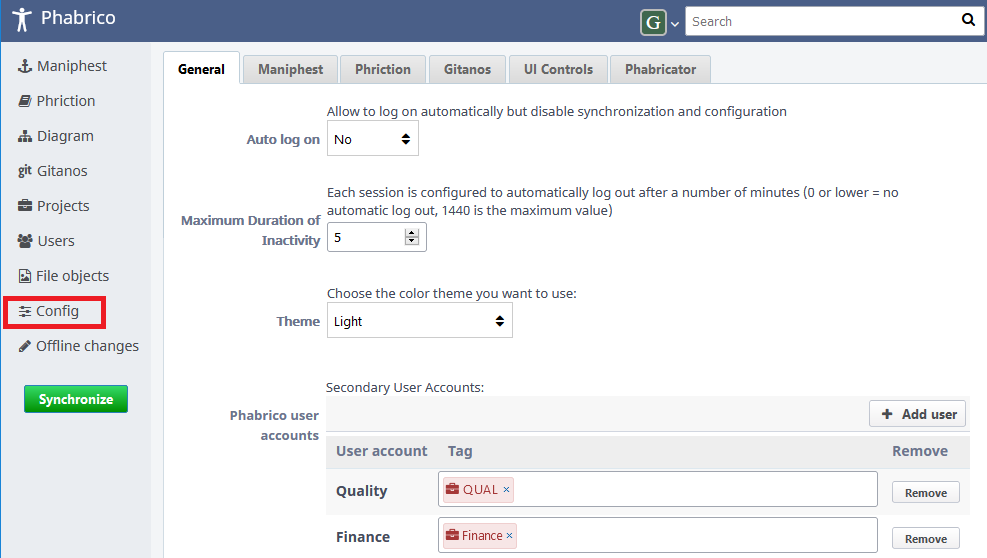 Phabrico
G
Search
Maniphest
Phriction
Diagram
git Gitanos
Projects
Users
File objects
Config
Offline changes
Synchronize
General Maniphest Phriction Gitanos UI Controls Phabricator
Allow to log on automatically but disable synchronization and configuration
Auto log on No
Each session is configured to automatically log out after a number of minutes (0 or lower = no
automatic log out, 1440 is the maximum value)
Maximum Duration of
Inactivity 5
Choose the color theme you want to use:
Theme Light
Secondary User Accounts:
Phabrico user
accounts
+ Add user
User account Tag Remove
Quality QUAL × Remove
Finance Finance × Remove